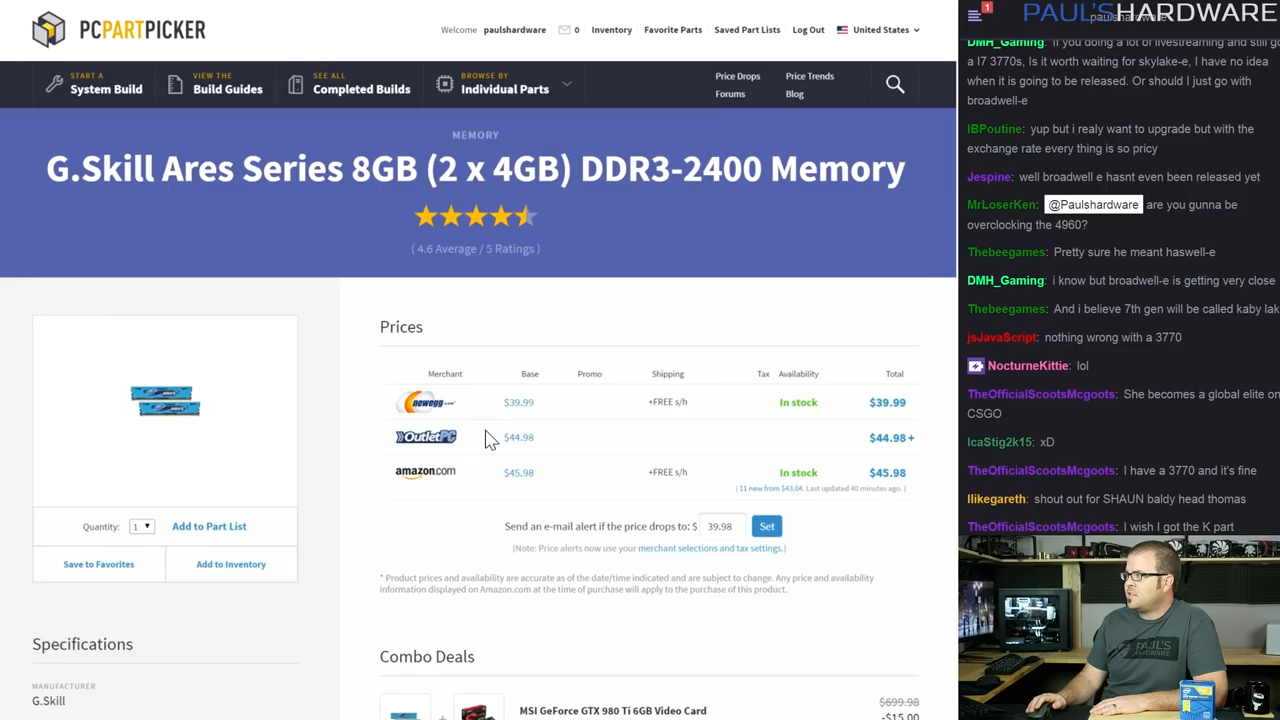 PCPARTPICKER
Welcome paulshardware 0 Inventory Favorite Parts Saved Part Lists Log Out United States
START A
System Build
VIEW THE
Build Guides
SEE ALL
Completed Builds
BROWSE BY
Individual Parts
Price Drops
Price Trends
Forums
Blog
MEMORY
G.Skill Ares Series 8GB (2 x 4GB) DDR3-2400 Memory
( 4.6 Average / 5 Ratings )
Prices
Merchant Base Promo Shipping Tax Availability Total
newegg.com $39.99 +FREE s/h In stock $39.99
OutletPC $44.98 $44.98 +
amazon.com $45.98 +FREE s/h In stock $45.98
( 11 new from $43.04. Last updated 40 minutes ago. )
Send an e-mail alert if the price drops to: $ 39.98 Set
(Note: Price alerts now use your merchant selections and tax settings.)
* Product prices and availability are accurate as of the date/time indicated and are subject to change. Any price and availability
information displayed on Amazon.com at the time of purchase will apply to the purchase of this product.
Quantity: 1 Add to Part List
Save to Favorites Add to Inventory
Specifications
MANUFACTURER
G.Skill
Combo Deals
MSI GeForce GTX 980 Ti 6GB Video Card
$699.98
-$15.00
1
PAUL'SHARDWARE
paulshardware
DMH_Gaming: if you doing a lot of livestreaming and still go
a I7 3770s, Is it worth waiting for skylake-e, I have no idea
when it is going to be released. Or should I just go with
broadwell-e
IBPoutine: yup but i realy want to upgrade but with the
exchange rate every thing is so pricy
Jespine: well broadwell e hasnt even been released yet
MrLoserKen: @Paulshardware are you gunna be
overclocking the 4960?
Thebeegames: Pretty sure he meant haswell-e
DMH_Gaming: i know but broadwell-e is getting very close
Thebeegames: And i believe 7th gen will be called kaby lak
jsJava$cript: nothing wrong with a 3770
NocturneKittie: lol
TheOfficialScootsMcgoots: She becomes a global elite on
CSGO
IcaStig2k15: xD
TheOfficialScootsMcgoots: I have a 3770 and it's fine
Ilikegareth: shout out for SHAUN baldy head thomas
TheOfficialScootsMcgoots: I wish I got the K part
PAUL'S
HARDWARE